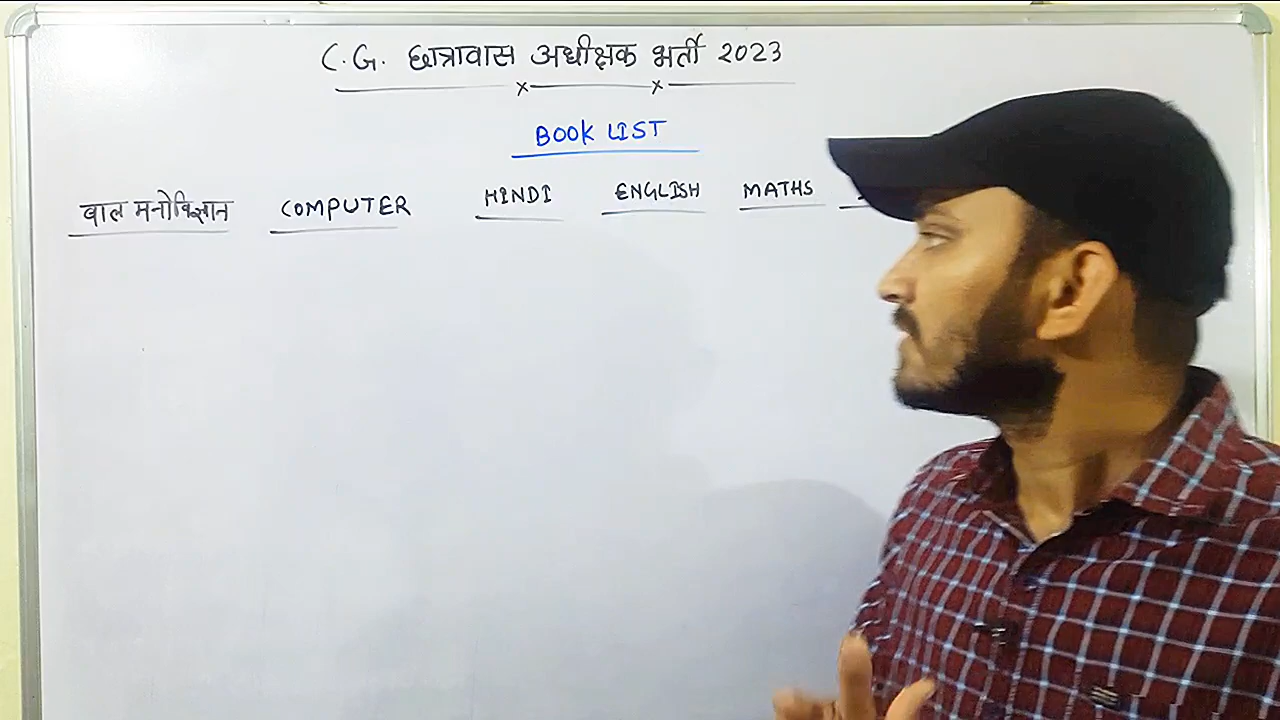 C.G. छात्रावास अधीक्षक भर्ती 2023
BOOK LIST
बाल मनोविज्ञान COMPUTER HINDI ENGLISH MATHS